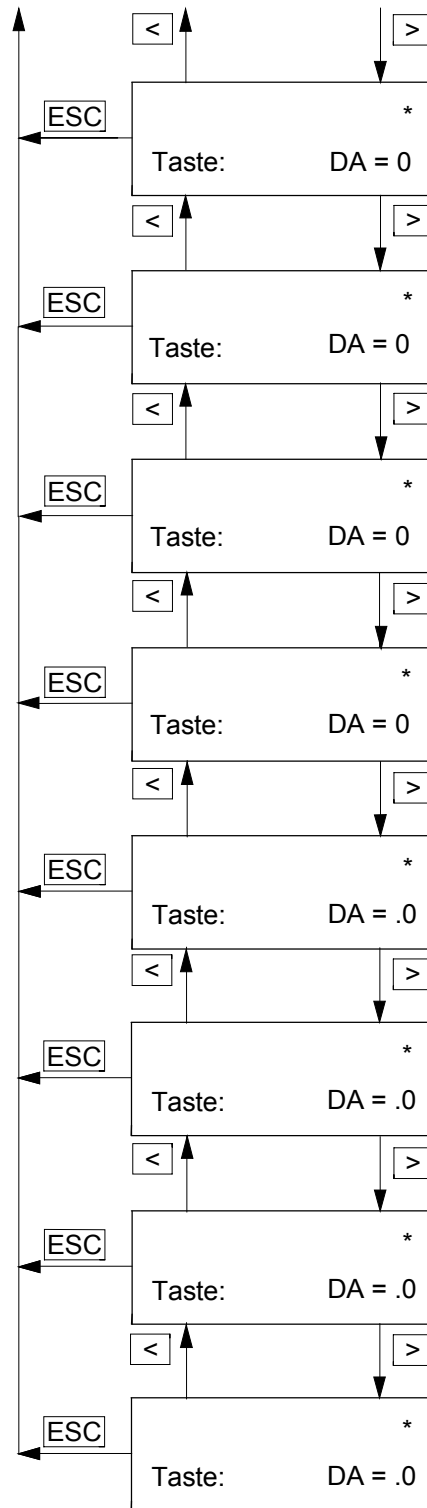 < >
ESC *
Taste: DA = 0
< >
ESC *
Taste: DA = 0
< >
ESC *
Taste: DA = 0
< >
ESC *
Taste: DA = 0
< >
ESC *
Taste: DA = .0
< >
ESC *
Taste: DA = .0
< >
ESC *
Taste: DA = .0
< >
ESC *
Taste: DA = .0